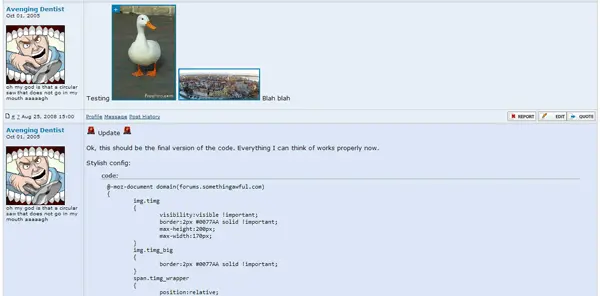 Avenging Dentist
Oct 01, 2005
oh my god is that a circular
saw that does not go in my
mouth aaaaagh
Testing
Blah blah
# ? Aug 25, 2008 15:00
Profile Message Post History
REPORT EDIT QUOTE
Avenging Dentist
Oct 01, 2005
oh my god is that a circular
saw that does not go in my
mouth aaaaagh
Update
Ok, this should be the final version of the code. Everything I can think of works properly now.
Stylish config:
code:
@-moz-document domain(forums.somethingawful.com)
{
img.timg
{
visibility:visible !important;
border:2px #0077AA solid !important;
max-height:200px;
max-width:170px;
}
img.timg_big
{
border:2px #0077AA solid !important;
}
span.timg_wrapper
{
position:relative;